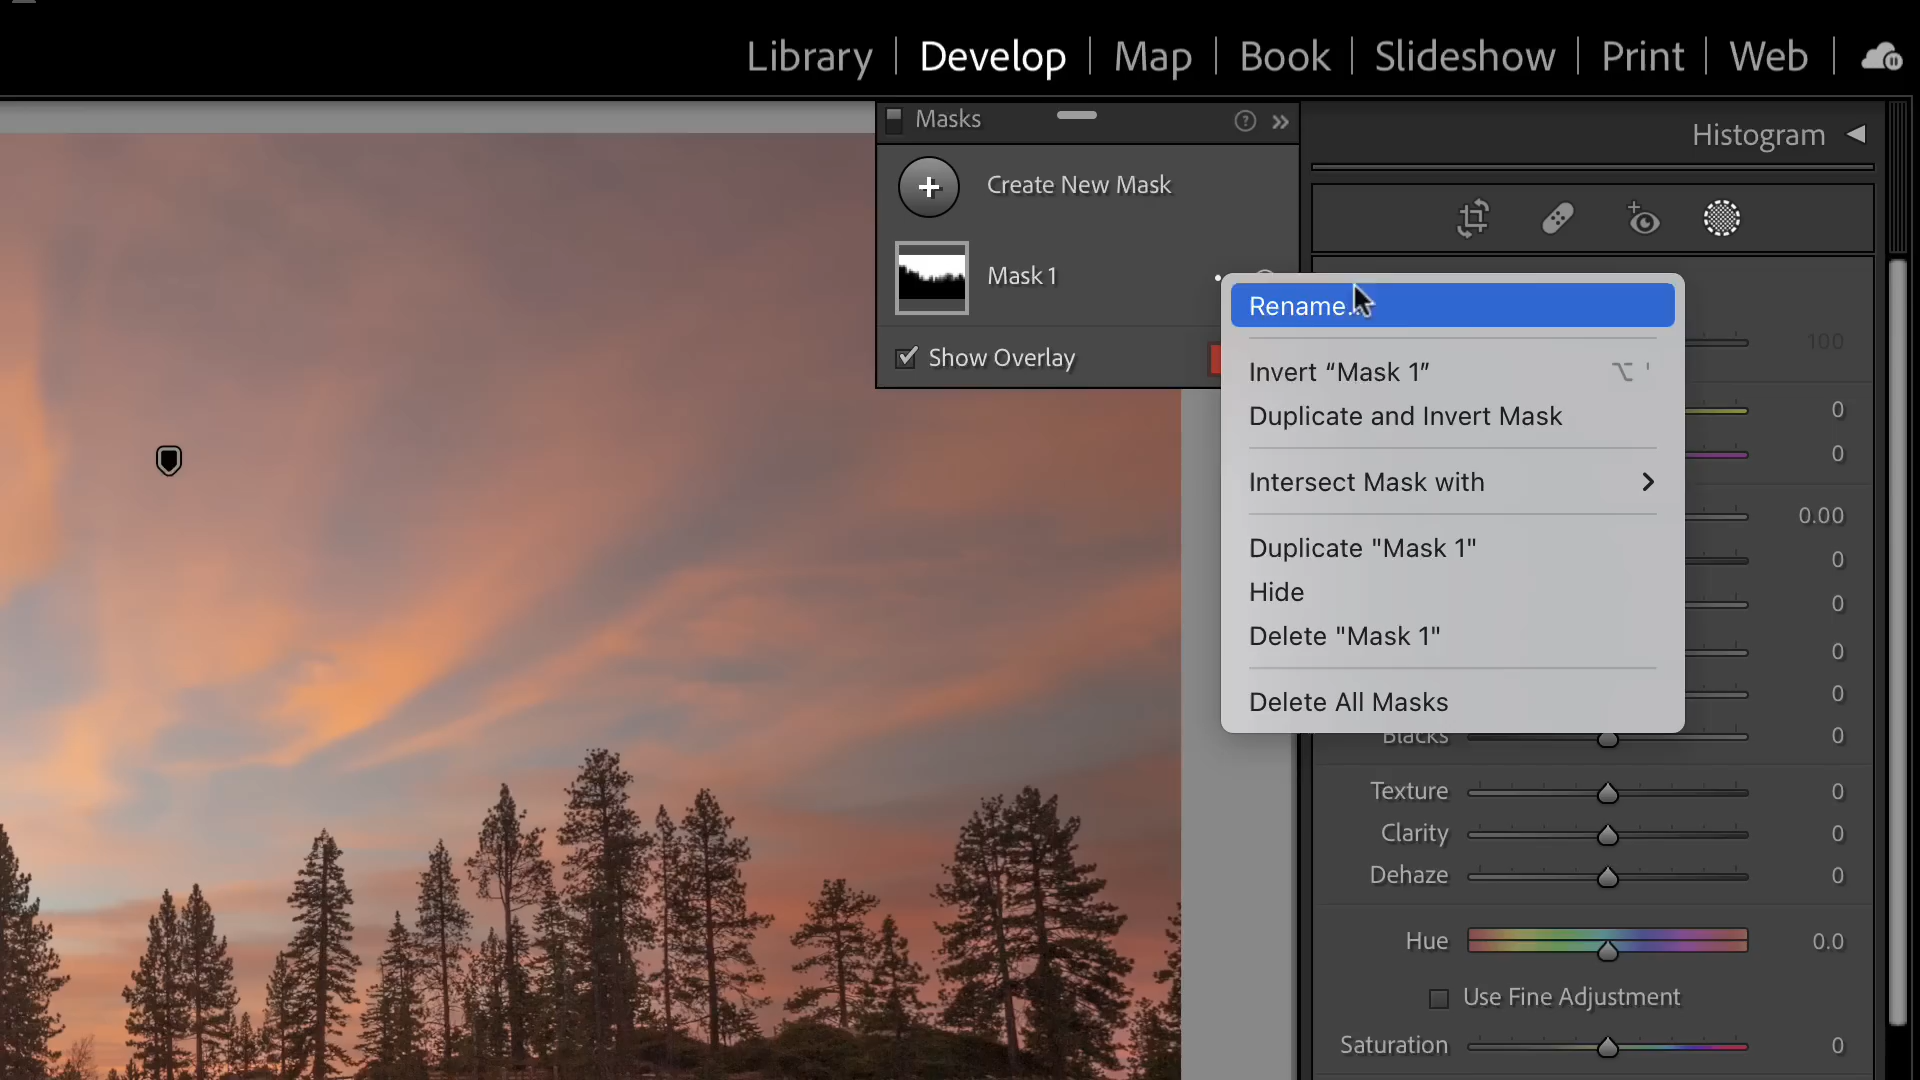 Library | Develop | Map | Book | Slideshow | Print | Web
Masks
Histogram
Create New Mask
Mask 1
Show Overlay
Rename...
Invert “Mask 1” ⌥ '
Duplicate and Invert Mask
Intersect Mask with
Duplicate "Mask 1"
Hide
Delete "Mask 1"
Delete All Masks
100
0
0
0.00
0
0
0
0
Blacks 0
Texture 0
Clarity 0
Dehaze 0
Hue 0.0
Use Fine Adjustment
Saturation 0